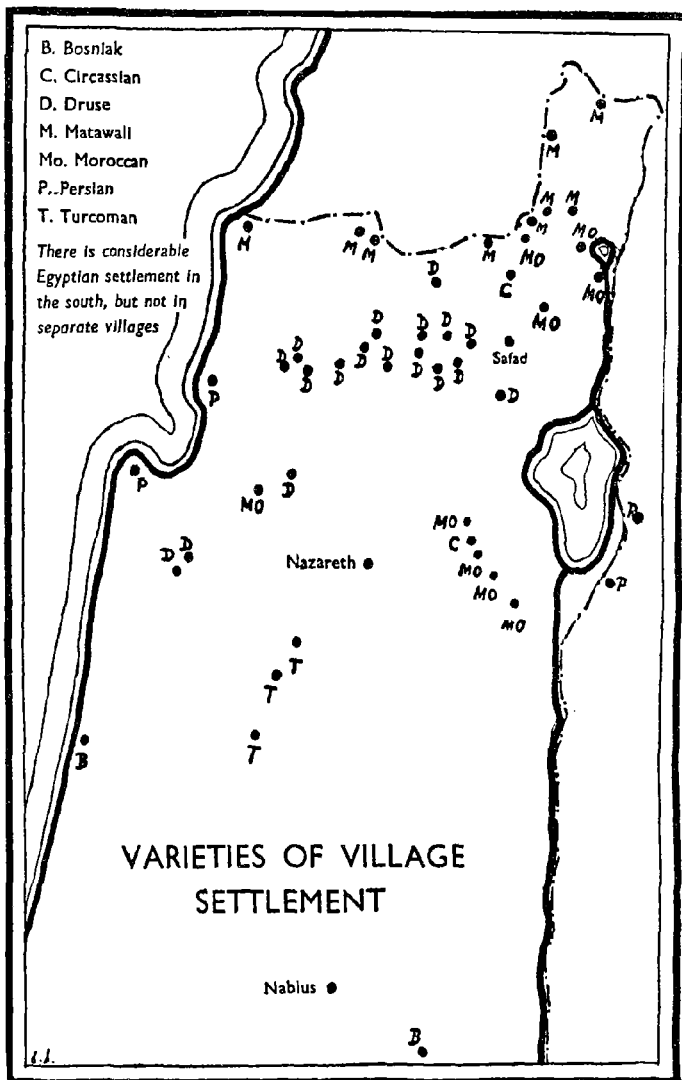 B. Bosniak
C. Circassian
D. Druse
M. Matawali
Mo. Moroccan
P..Persian
T. Turcoman
There is considerable
Egyptian settlement in
the south, but not in
separate villages
M
M
M M
M
M M M M MO MO
D
C MO
MO
D D D D
D D D
D D D D D D
Safad
P D
P MO D
MO P
D D C
Nazareth MO
MO P
MO
T
T
T
B
VARIETIES OF VILLAGE
SETTLEMENT
Nablus
B